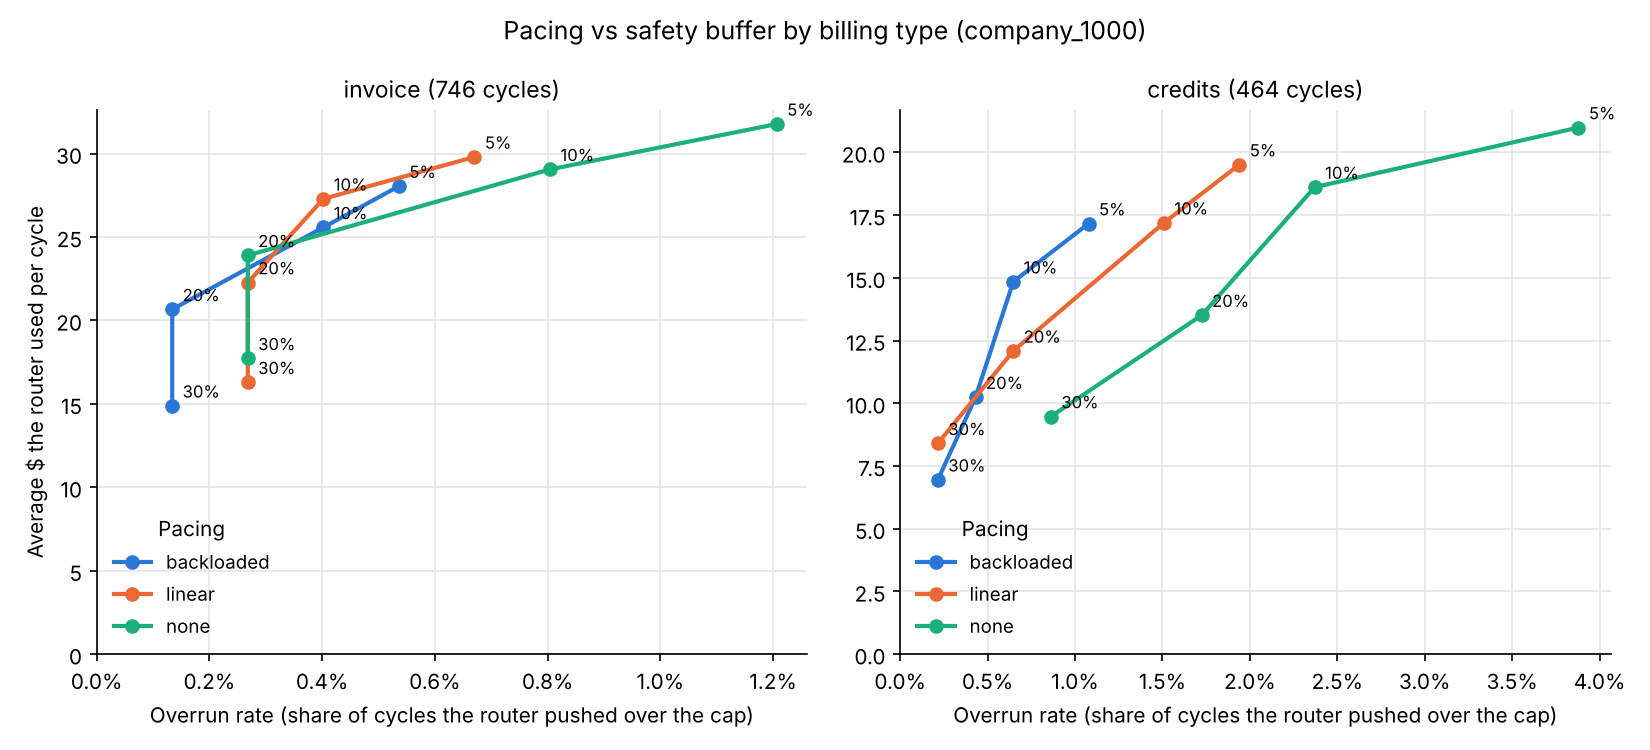 Pacing vs safety buffer by billing type (company_1000)
invoice (746 cycles)
Average $ the router used per cycle
30
25
20
15
10
5
0
5%
10%
5%
5%
10%
10%
20%
20%
20%
30%
30%
30%
Pacing
backloaded
linear
none
0.0% 0.2% 0.4% 0.6% 0.8% 1.0% 1.2%
Overrun rate (share of cycles the router pushed over the cap)
credits (464 cycles)
20.0
17.5
15.0
12.5
10.0
7.5
5.0
2.5
0.0
5%
5%
10%
5%
10%
10%
20%
20%
20%
30%
30%
30%
Pacing
backloaded
linear
none
0.0% 0.5% 1.0% 1.5% 2.0% 2.5% 3.0% 3.5% 4.0%
Overrun rate (share of cycles the router pushed over the cap)